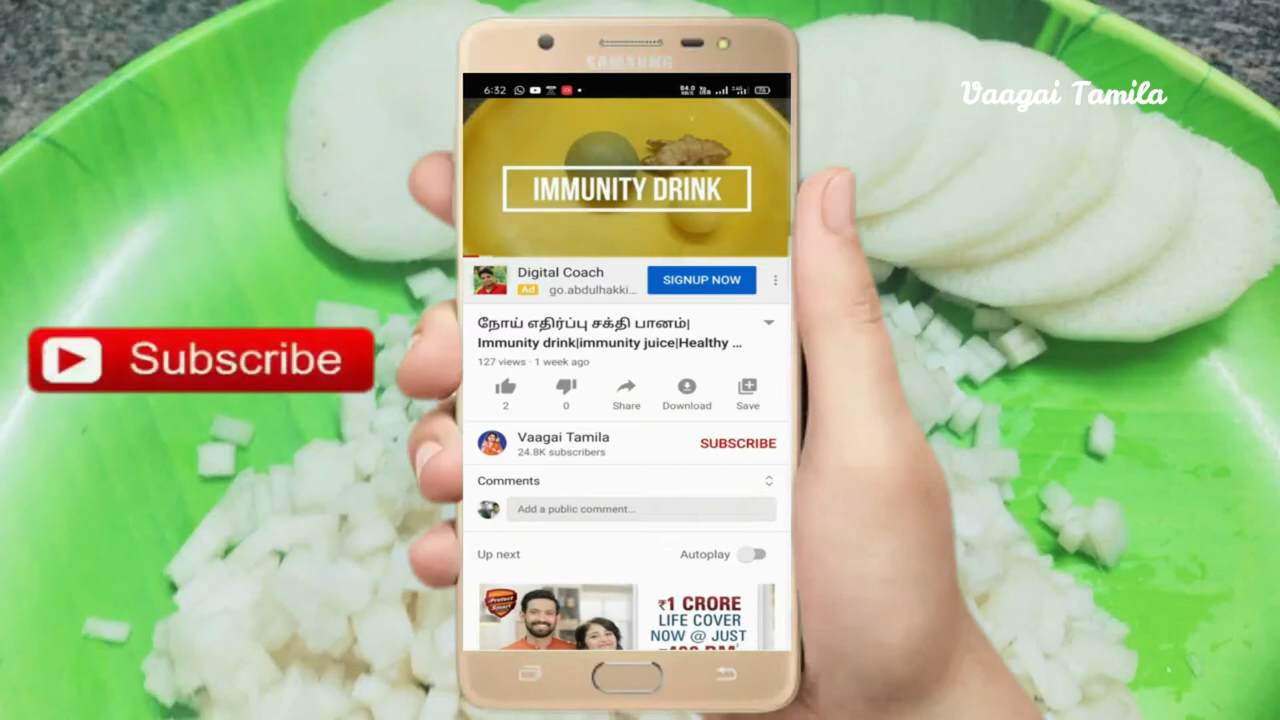 Vaagai Tamila
SAMSUNG
6:32
IMMUNITY DRINK
Digital Coach
Ad go.abdulhakki...
SIGNUP NOW
நோய் எதிர்ப்பு சக்தி பானம்|
Immunity drink|immunity juice|Healthy ...
127 views · 1 week ago
2
0
Share
Download
Save
Vaagai Tamila
24.8K subscribers
SUBSCRIBE
Comments
Add a public comment...
Up next
Autoplay
₹1 CRORE
LIFE COVER
NOW @ JUST
Subscribe